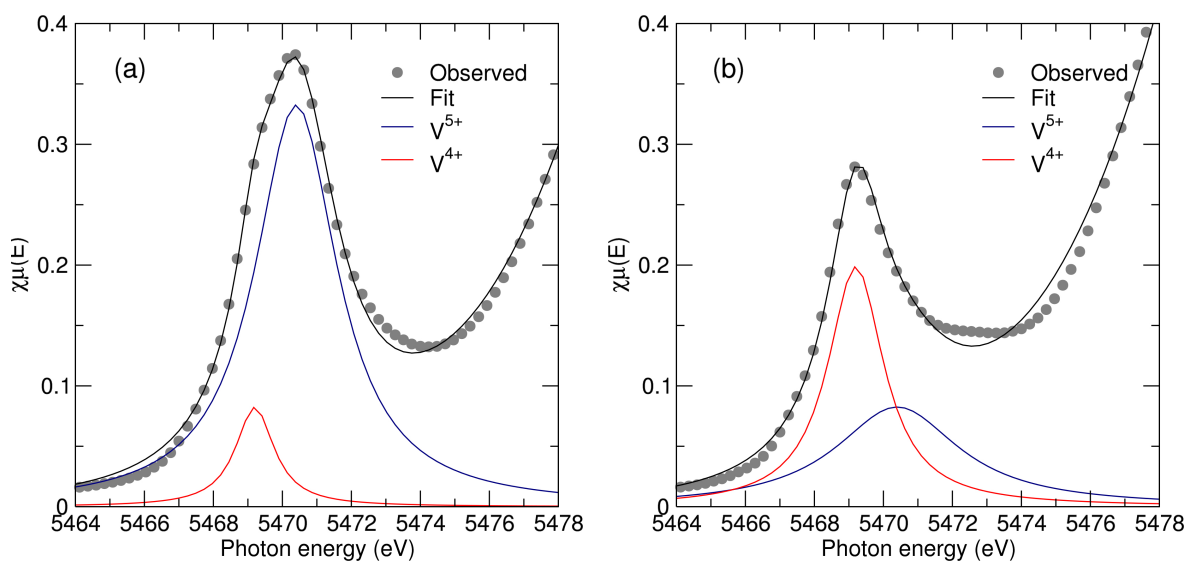 0.4
0.3
0.2
0.1
0
χμ(E)
(a)
Observed
Fit
V5+
V4+
5464 5466 5468 5470 5472 5474 5476 5478
Photon energy (eV)
0.4
0.3
0.2
0.1
0
χμ(E)
(b)
Observed
Fit
V5+
V4+
5464 5466 5468 5470 5472 5474 5476 5478
Photon energy (eV)